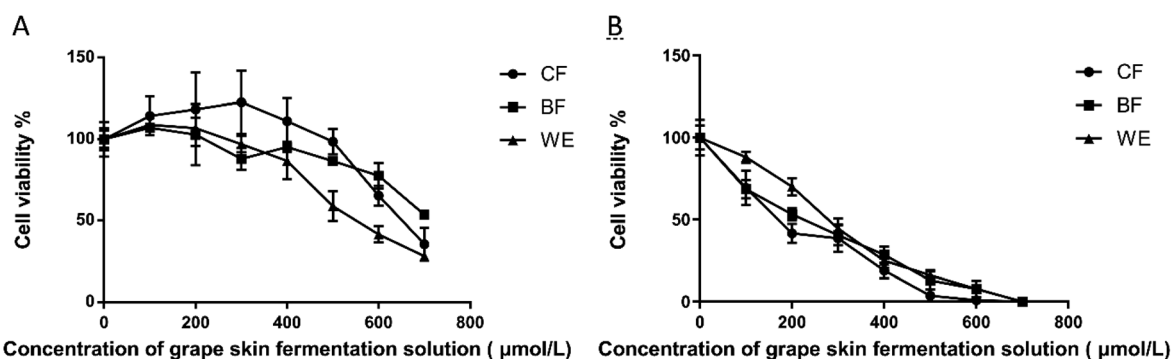 A
Cell viability %
150
100
50
0
0 200 400 600 800
Concentration of grape skin fermentation solution ( μmol/L)
CF
BF
WE
B
Cell viability %
150
100
50
0
0 200 400 600 800
Concentration of grape skin fermentation solution ( μmol/L)
CF
BF
WE